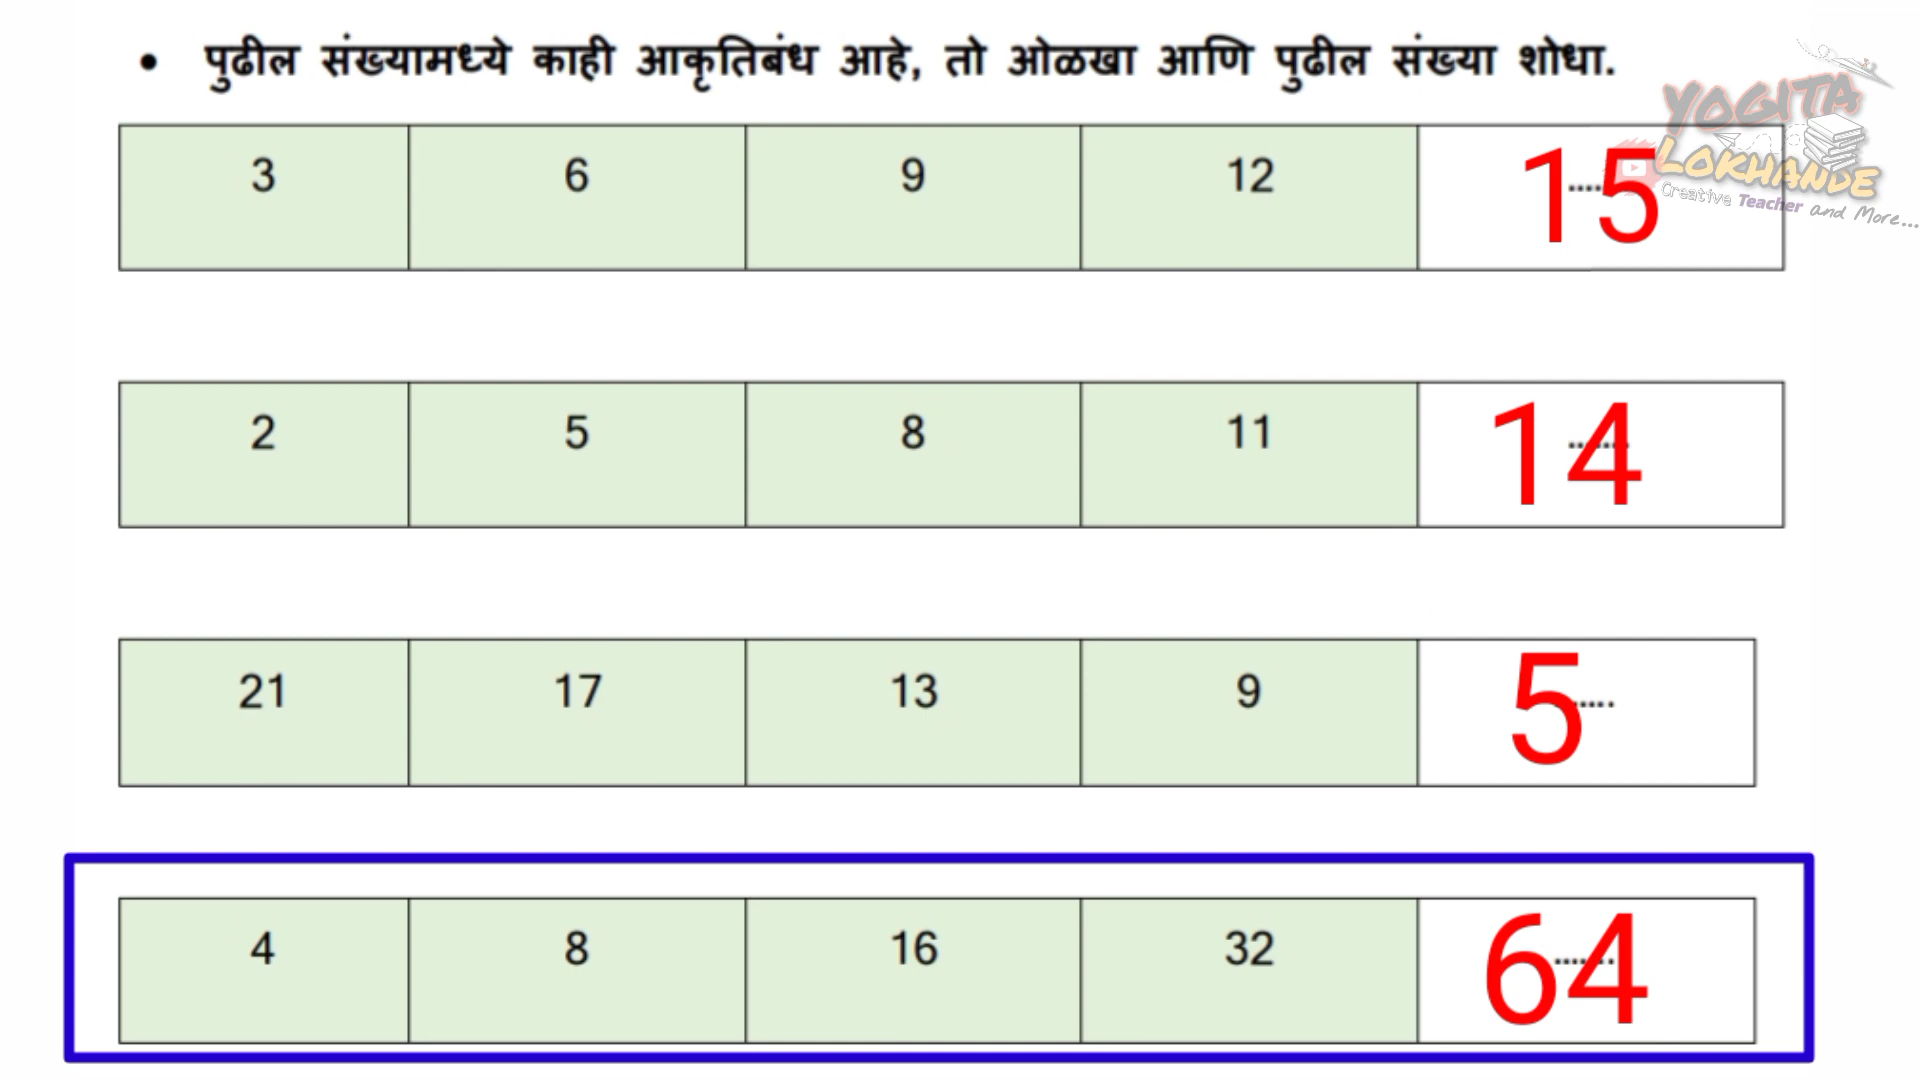 • पुढील संख्यामध्ये काही आकृतिबंध आहे, तो ओळखा आणि पुढील संख्या शोधा.
YOGITA
LOKHANDE
Creative Teacher and More...
3 6 9 12 15
2 5 8 11 14
21 17 13 9 5
4 8 16 32 64